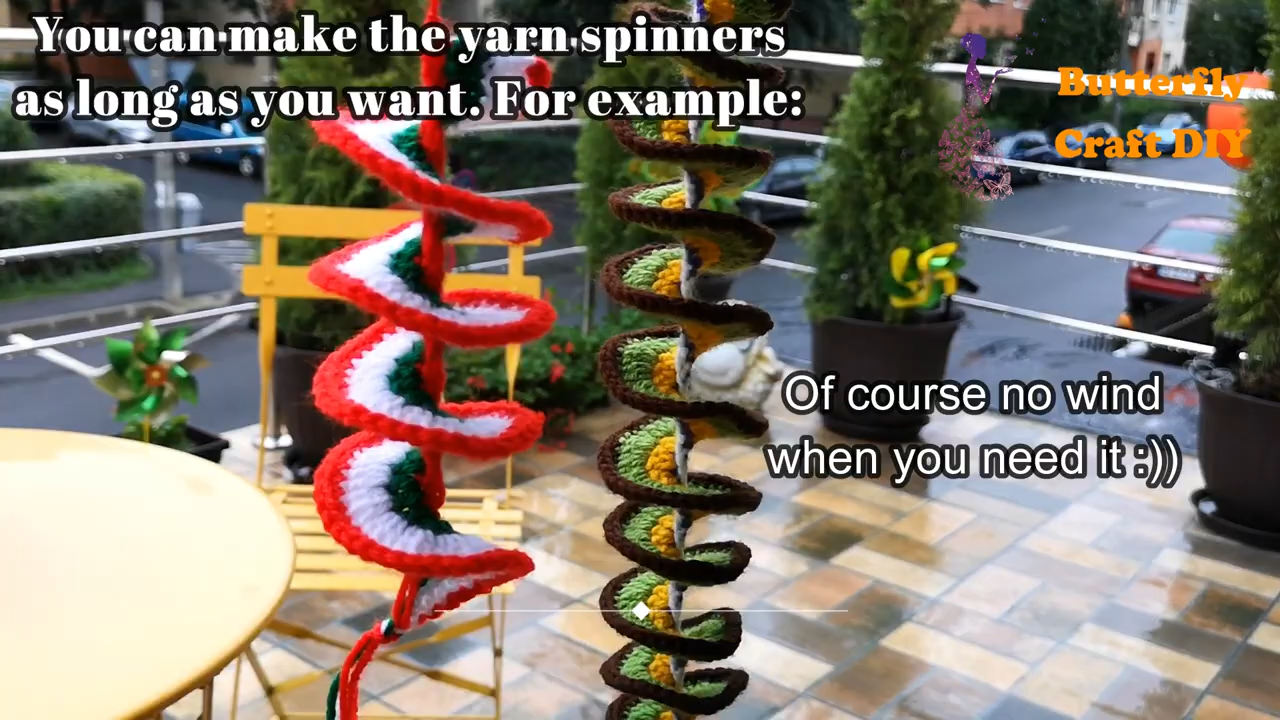 You can make the yarn spinners
as long as you want. For example:
Butterfly
Craft DIY
Of course no wind
when you need it :))